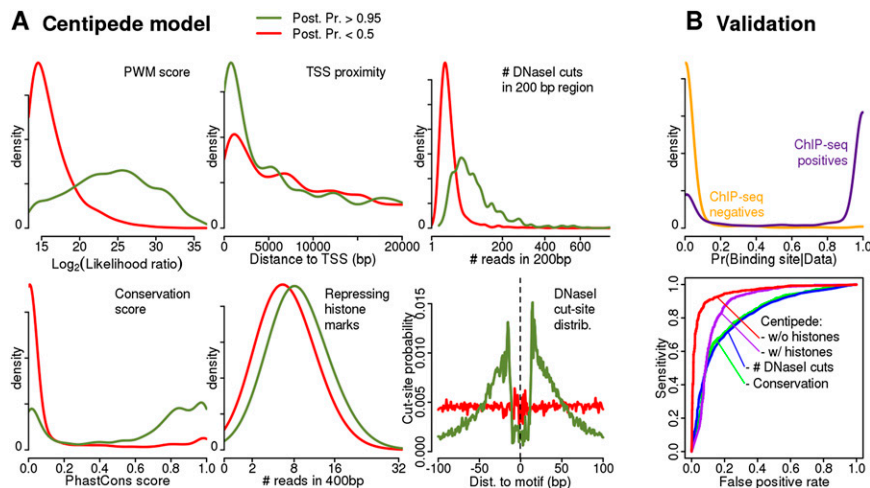 A Centipede model
Post. Pr. > 0.95
Post. Pr. < 0.5
B Validation
PWM score
density
0
15 20 25 30 35
Log2(Likelihood ratio)
TSS proximity
density
0
0 5000 10000 20000
Distance to TSS (bp)
# DNaseI cuts
in 200 bp region
density
0
1 200 400 600
# reads in 200bp
density
0
ChIP-seq
positives
ChIP-seq
negatives
0.0 0.2 0.4 0.6 0.8 1.0
Pr(Binding site|Data)
Conservation
score
density
0
0.0 0.2 0.4 0.6 0.8 1.0
PhastCons score
Repressing
histone
marks
density
0
0 2 8 32
# reads in 400bp
DNaseI
cut-site
distrib.
Cut-site probability
0.000 0.005 0.010 0.015
-100 -50 0 50 100
Dist. to motif (bp)
Sensitivity
0.0 0.2 0.4 0.6 0.8 1.0
Centipede:
- w/o histones
- w/ histones
- # DNaseI cuts
- Conservation
0.0 0.2 0.4 0.6 0.8 1.0
False positive rate